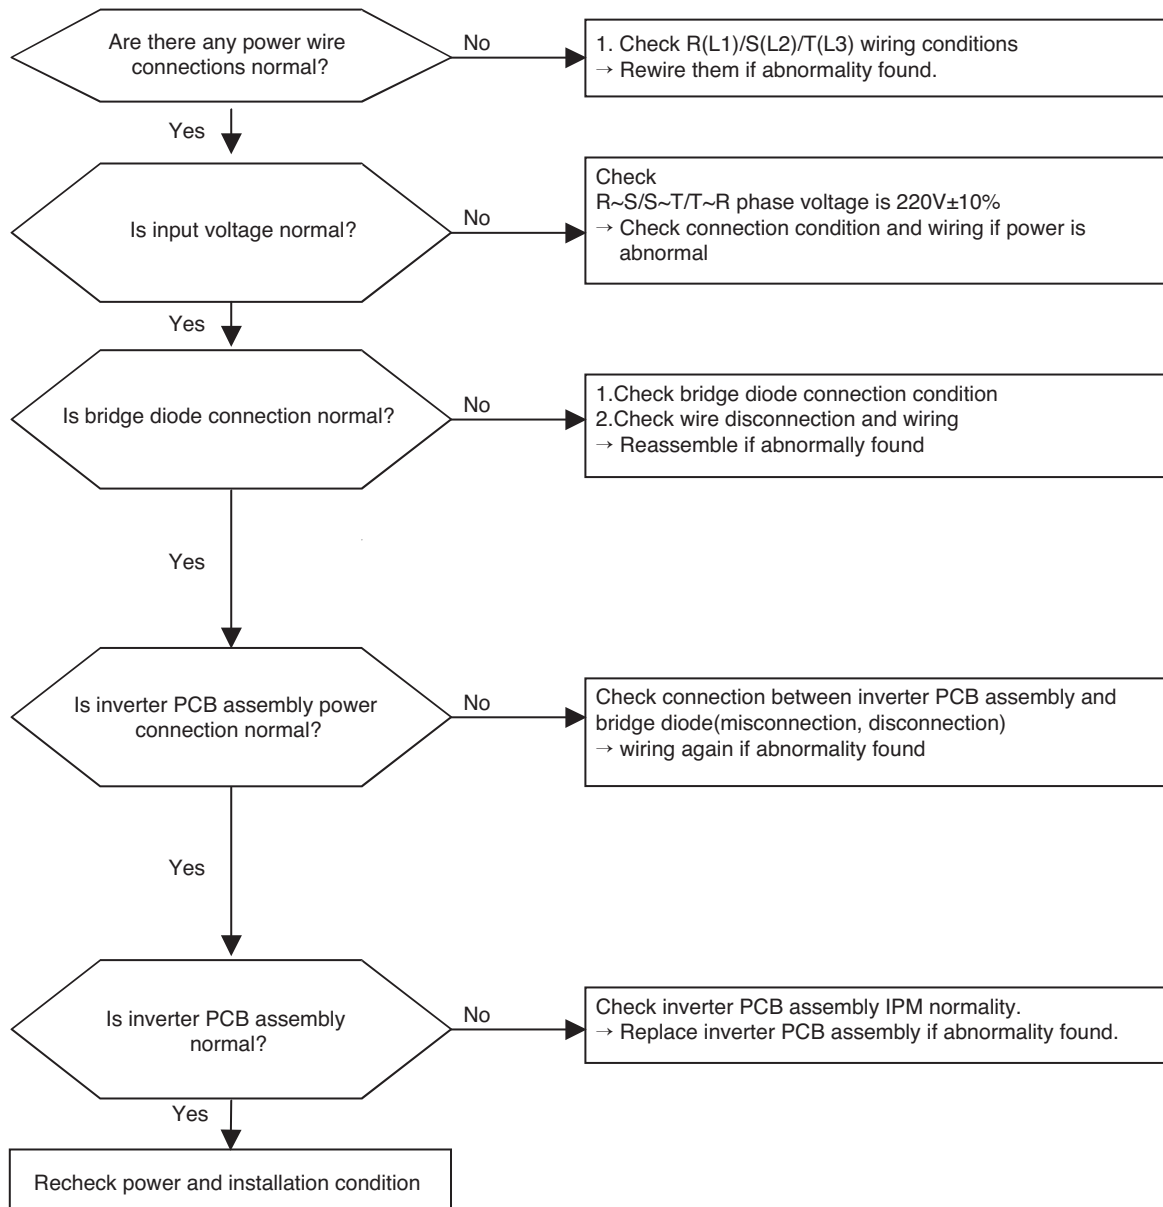 Are there any power wire
connections normal?
No
1. Check R(L1)/S(L2)/T(L3) wiring conditions
→ Rewire them if abnormality found.
Yes
Is input voltage normal?
No
Check
R~S/S~T/T~R phase voltage is 220V±10%
→ Check connection condition and wiring if power is
abnormal
Yes
Is bridge diode connection normal?
No
1.Check bridge diode connection condition
2.Check wire disconnection and wiring
→ Reassemble if abnormally found
Yes
Is inverter PCB assembly power
connection normal?
No
Check connection between inverter PCB assembly and
bridge diode(misconnection, disconnection)
→ wiring again if abnormality found
Yes
Is inverter PCB assembly
normal?
No
Check inverter PCB assembly IPM normality.
→ Replace inverter PCB assembly if abnormality found.
Yes
Recheck power and installation condition